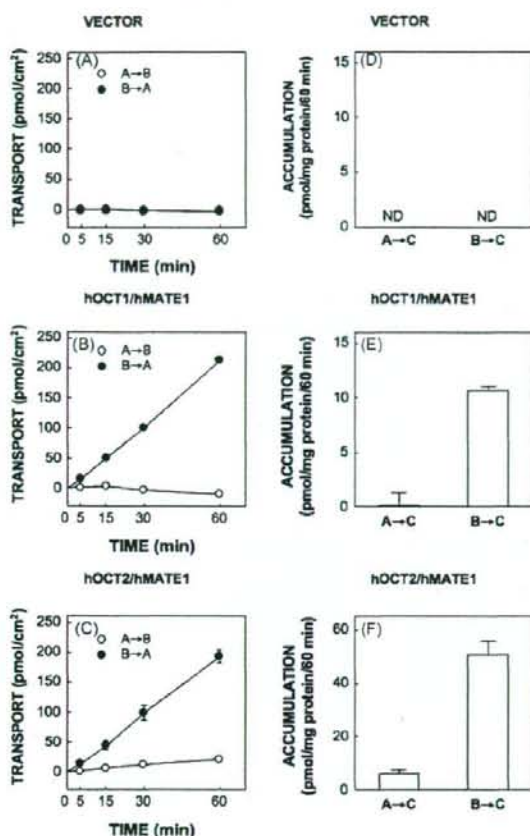 VECTOR
TRANSPORT (pmol/cm²)
250
200
150
100
50
0
(A)
A→B
B→A
0 5 15 30 60
TIME (min)
VECTOR
ACCUMULATION
(pmol/mg protein/60 min)
15
10
5
0
(D)
ND ND
A→C B→C
hOCT1/hMATE1
TRANSPORT (pmol/cm²)
250
200
150
100
50
0
(B)
A→B
B→A
0 5 15 30 60
TIME (min)
hOCT1/hMATE1
ACCUMULATION
(pmol/mg protein/60 min)
15
10
5
0
(E)
A→C B→C
hOCT2/hMATE1
TRANSPORT (pmol/cm²)
250
200
150
100
50
0
(C)
A→B
B→A
0 5 15 30 60
TIME (min)
hOCT2/hMATE1
ACCUMULATION
(pmol/mg protein/60 min)
60
40
20
0
(F)
A→C B→C